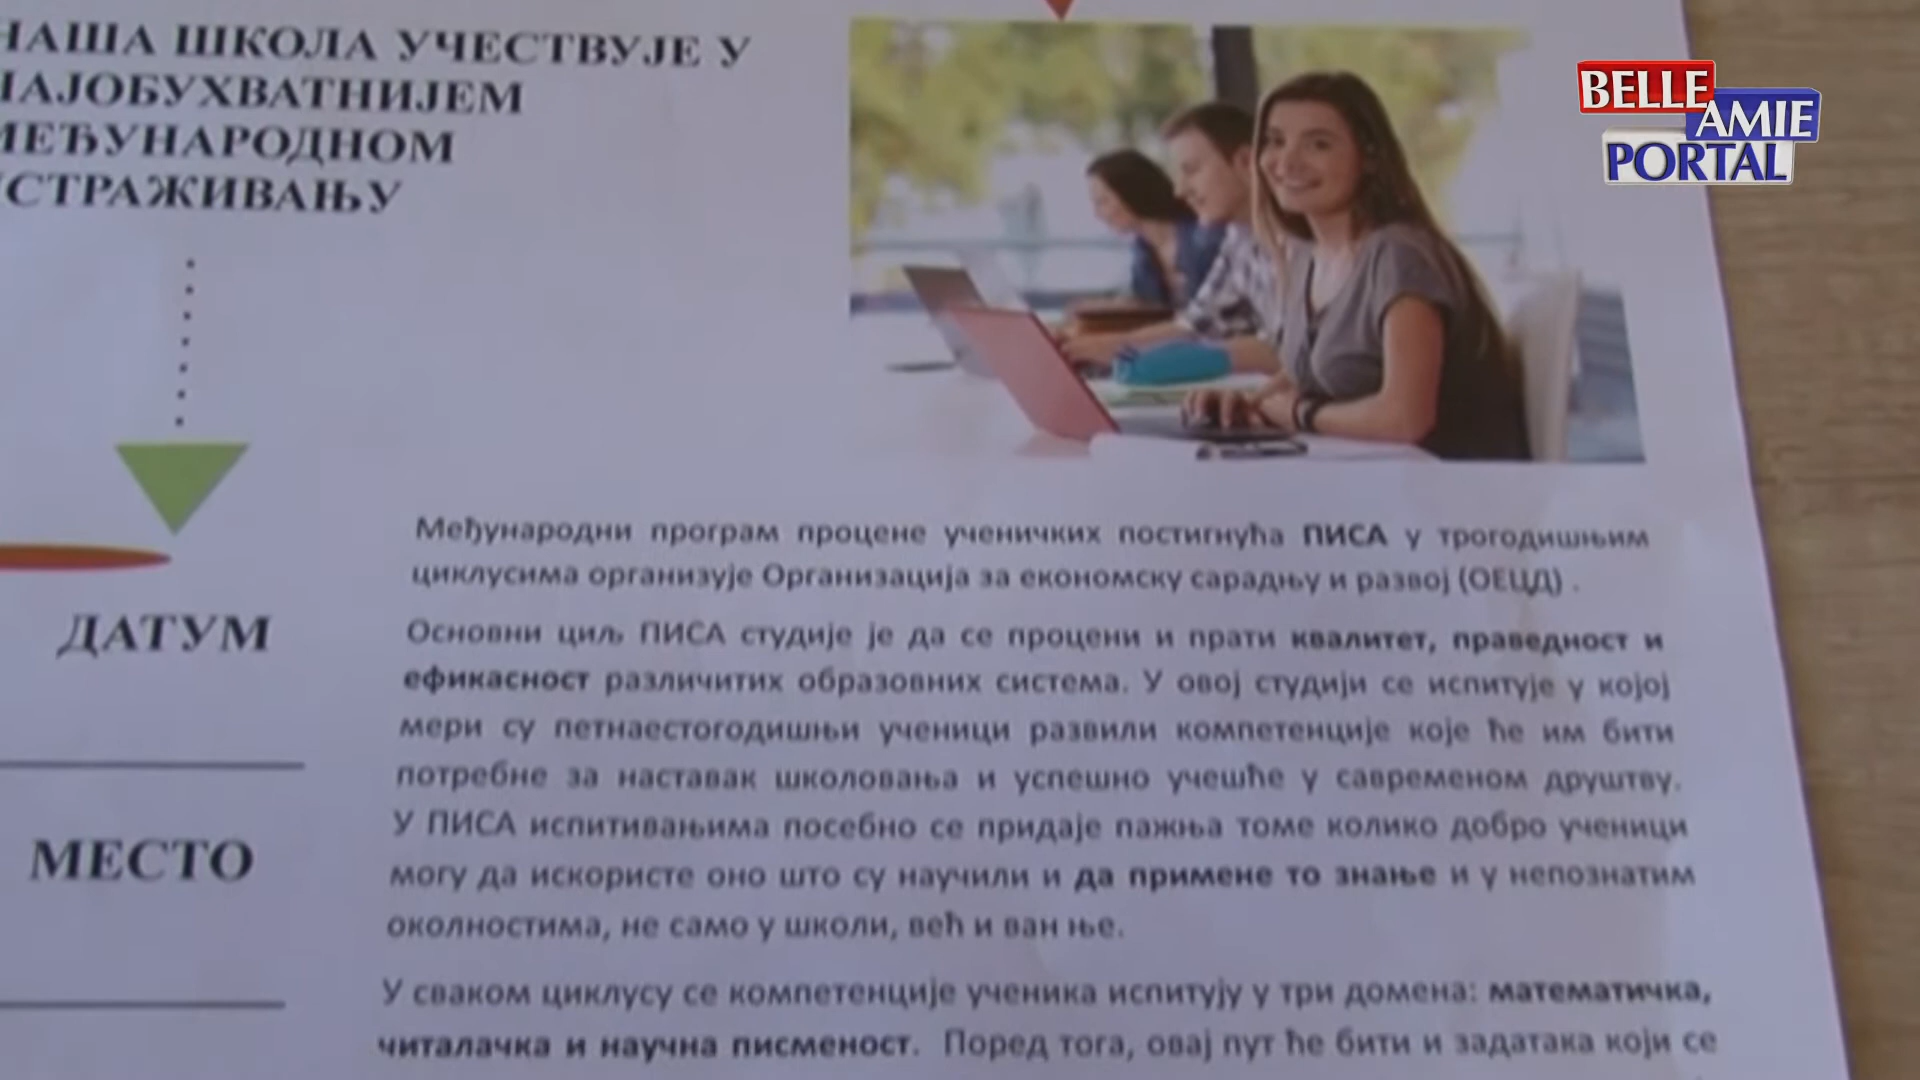 НАША ШКОЛА УЧЕСТВУЈЕ У
НАЈОБУХВАТНИЈЕМ
МЕЂУНАРОДНОМ
ИСТРАЖИВАЊУ
BELLE
AMIE
PORTAL
Међународни програм процене ученичких постигнућа ПИСА у трогодишњим
циклусима организује Организација за економску сарадњу и развој (ОЕЦД) .
ДАТУМ
Основни циљ ПИСА студије је да се процени и прати квалитет, праведност и
ефикасност различитих образовних система. У овој студији се испитује у којој
мери су петнаестогодишњи ученици развили компетенције које ће им бити
потребне за наставак школовања и успешно учешће у савременом друштву.
У ПИСА испитивањима посебно се придаје пажња томе колико добро ученици
МЕСТО
могу да искористе оно што су научили и да примене то знање и у непознатим
околностима, не само у школи, већ и ван ње.
У сваком циклусу се компетенције ученика испитују у три домена: математичка,
читалачка и научна писменост. Поред тога, овај пут ће бити и задатака који се